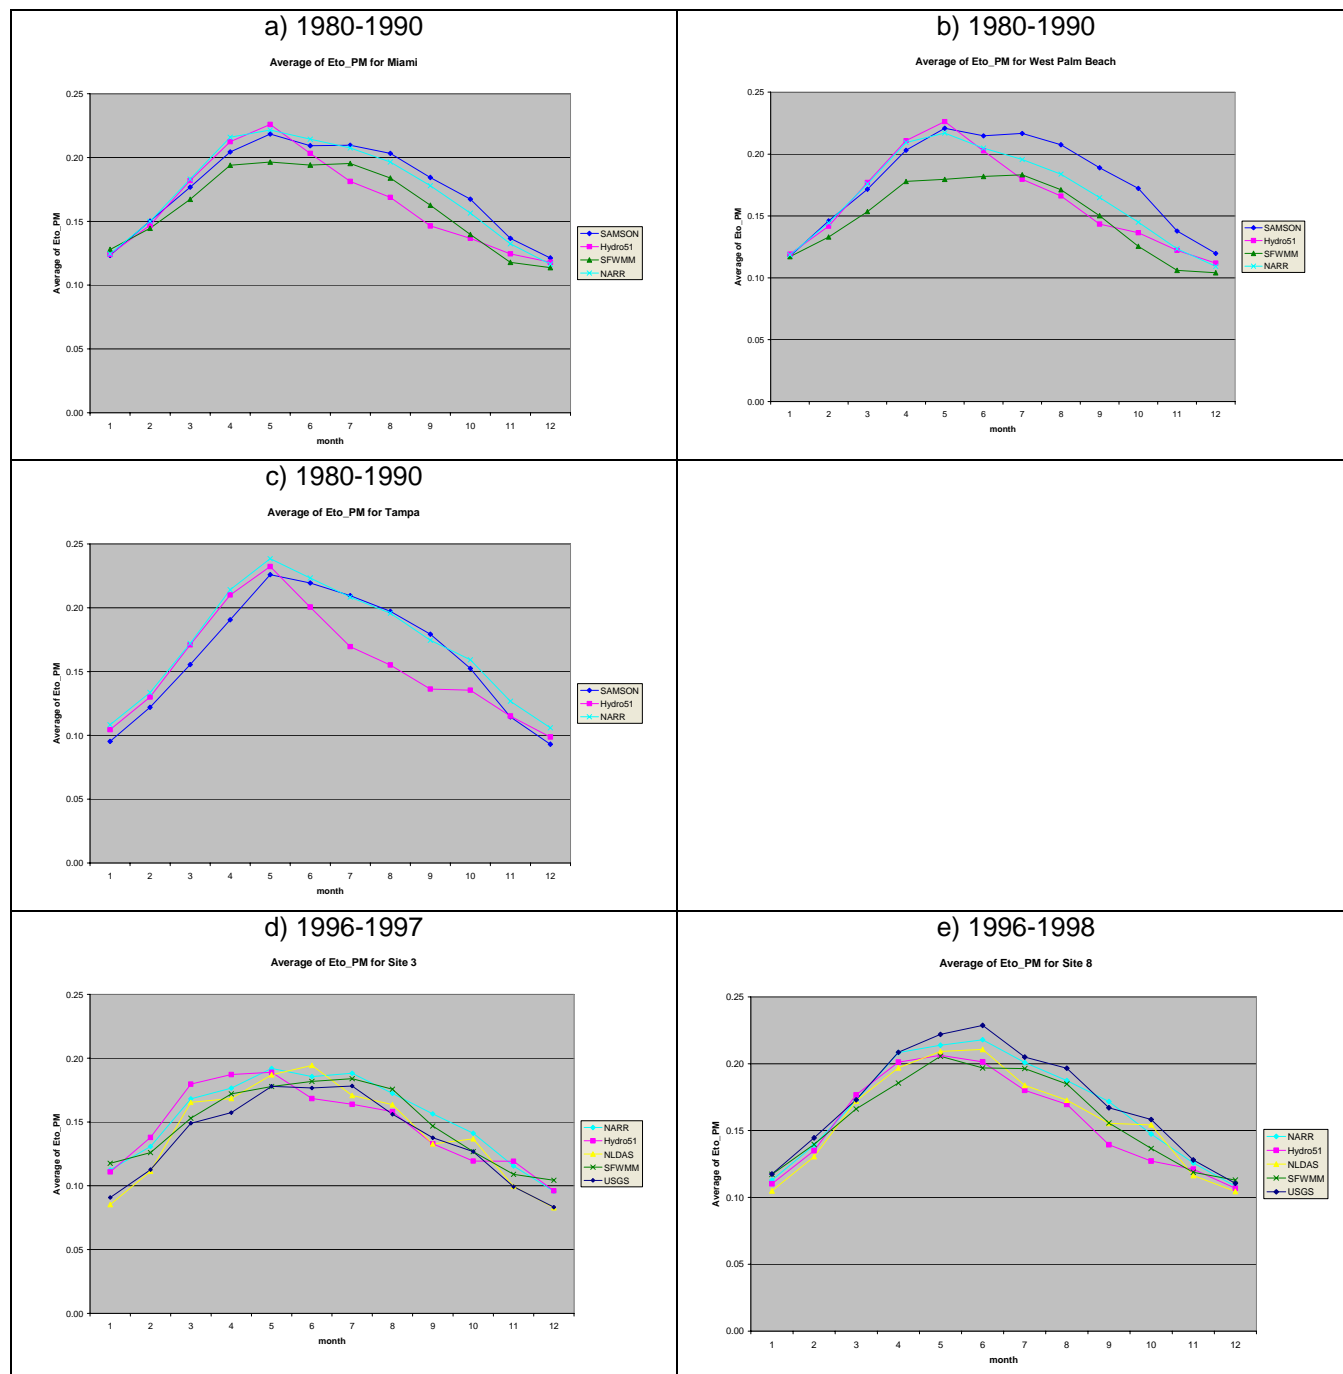 a) 1980-1990
Average of Eto_PM for Miami
Average of Eto_PM
0.25
0.20
0.15
0.10
0.05
0.00
1 2 3 4 5 6 7 8 9 10 11 12
month
SAMSON
Hydro51
SFWMM
NARR
b) 1980-1990
Average of Eto_PM for West Palm Beach
Average of Eto_PM
0.25
0.20
0.15
0.10
0.05
0.00
1 2 3 4 5 6 7 8 9 10 11 12
month
SAMSON
Hydro51
SFWMM
NARR
c) 1980-1990
Average of Eto_PM for Tampa
Average of Eto_PM
0.25
0.20
0.15
0.10
0.05
0.00
1 2 3 4 5 6 7 8 9 10 11 12
month
SAMSON
Hydro51
NARR
d) 1996-1997
Average of Eto_PM for Site 3
Average of Eto_PM
0.25
0.20
0.15
0.10
0.05
0.00
1 2 3 4 5 6 7 8 9 10 11 12
month
NARR
Hydro51
NLDAS
SFWMM
USGS
e) 1996-1998
Average of Eto_PM for Site 8
Average of Eto_PM
0.25
0.20
0.15
0.10
0.05
0.00
1 2 3 4 5 6 7 8 9 10 11 12
month
NARR
Hydro51
NLDAS
SFWMM
USGS